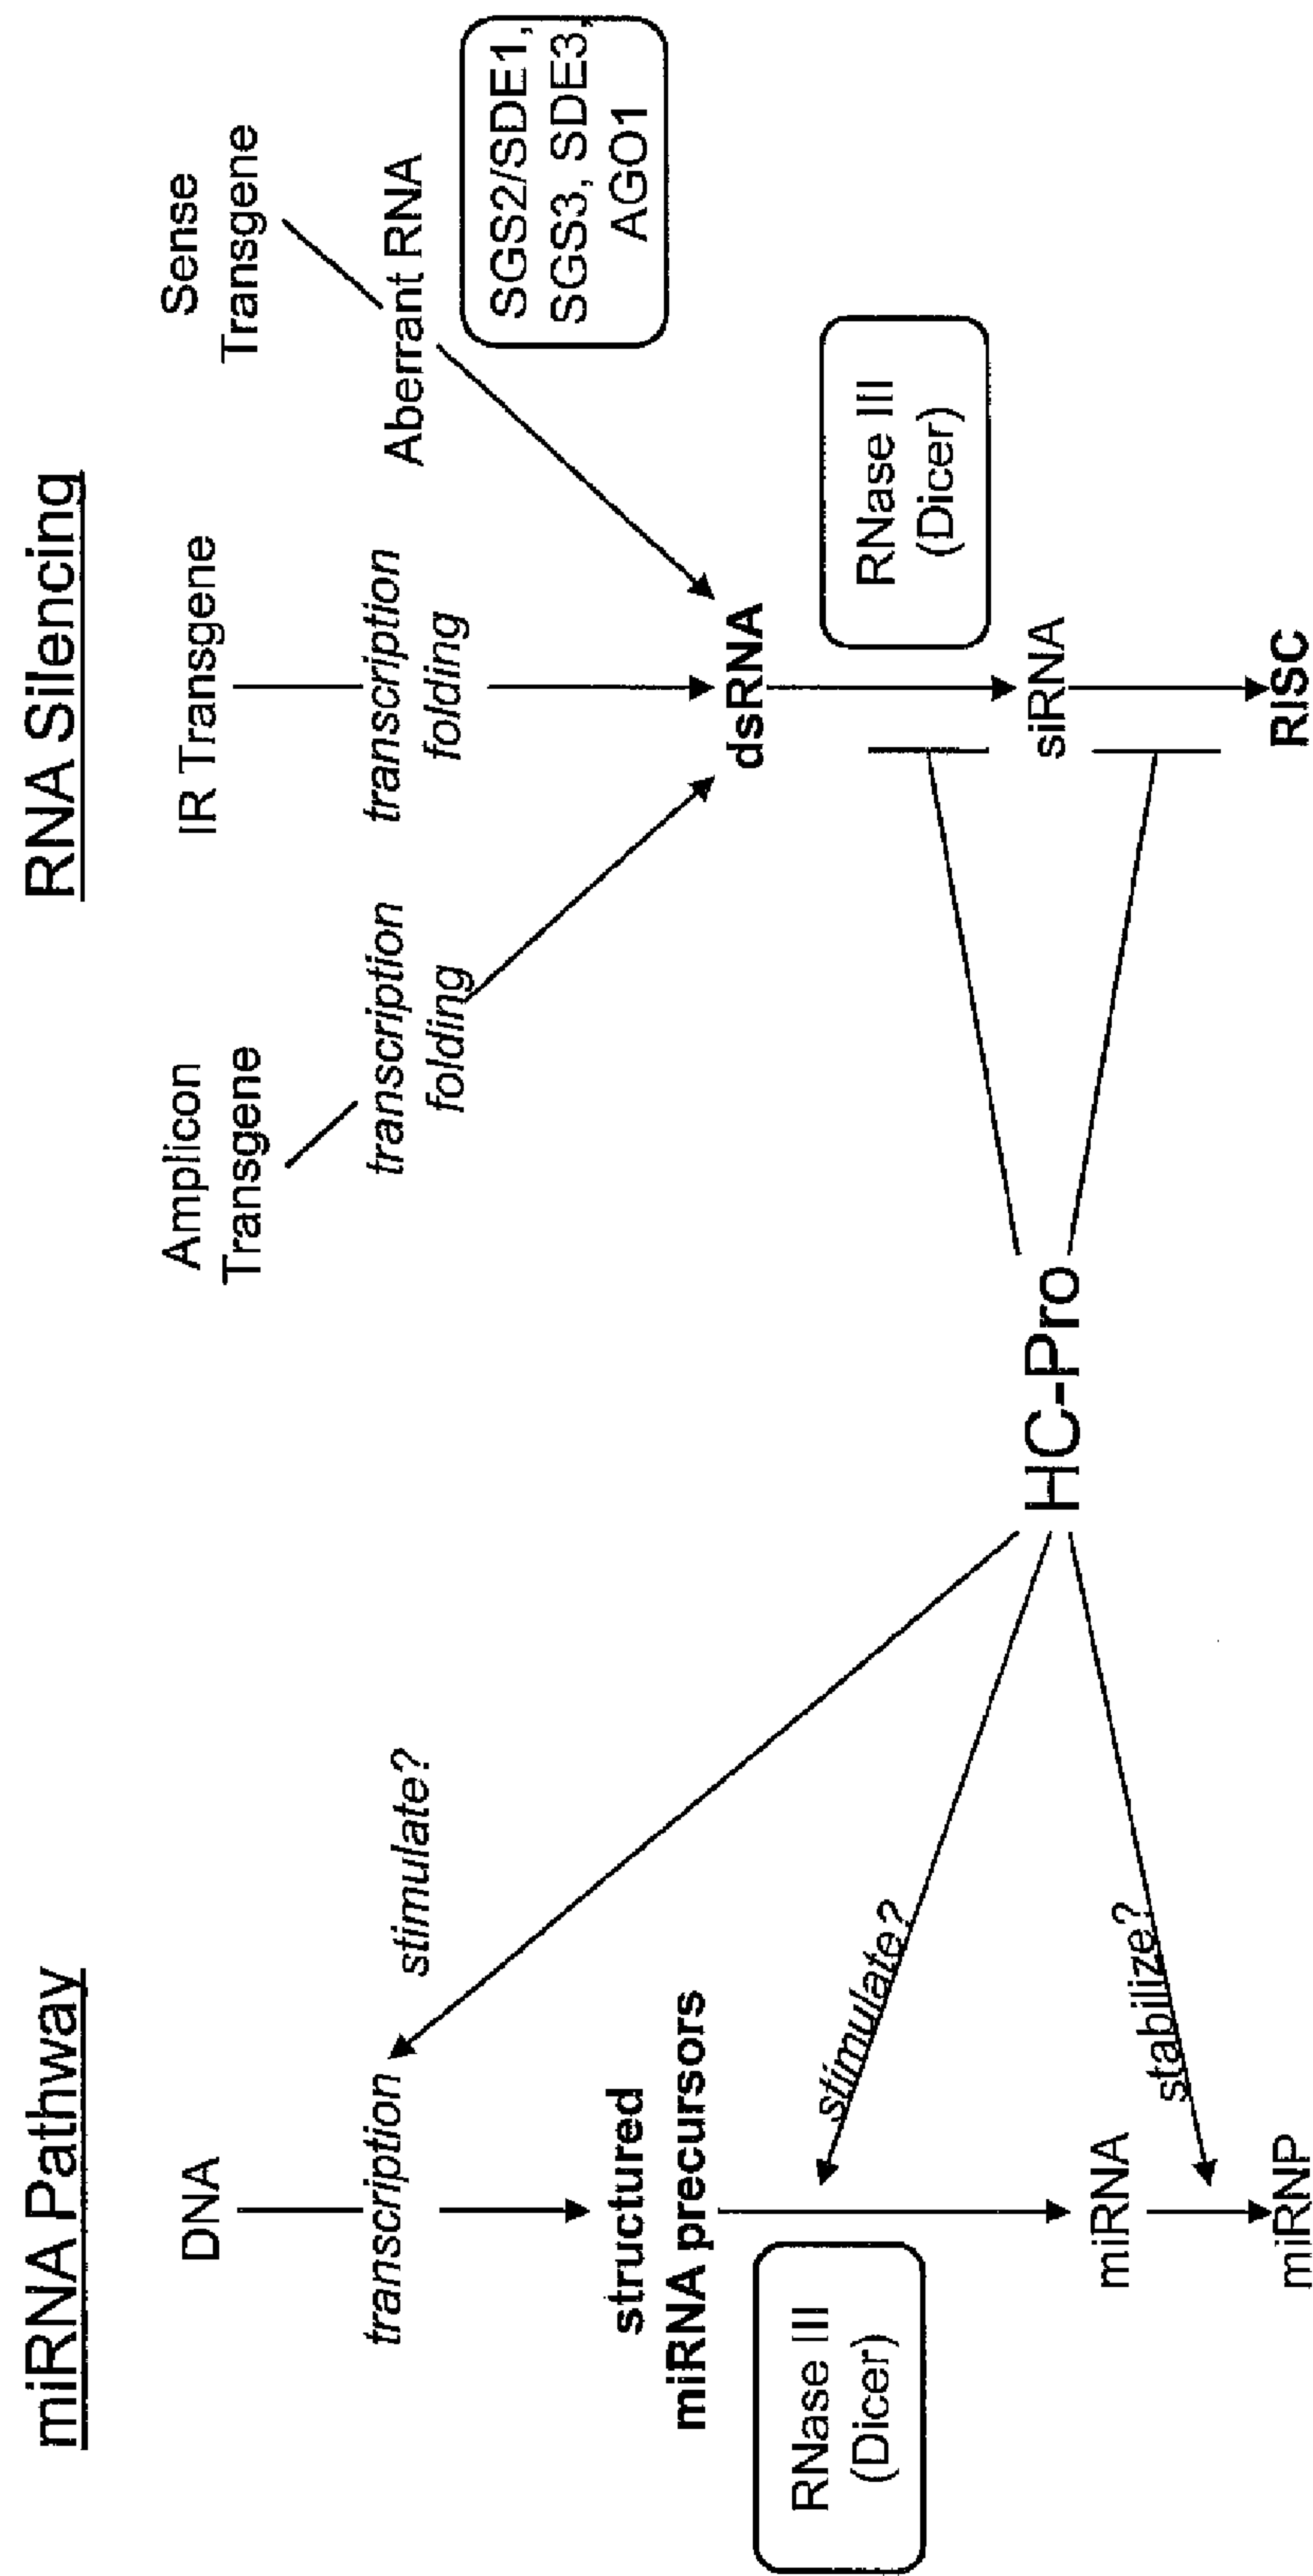 miRNA Pathway
DNA
transcription
stimulate?
structured
miRNA precursors
RNase III
(Dicer)
stimulate?
miRNA
stabilize?
miRNP
HC-Pro
RNA Silencing
Amplicon
Transgene
transcription
folding
IR Transgene
transcription
folding
Sense
Transgene
Aberrant RNA
SGS2/SDE1,
SGS3, SDE3,
AGO1
dsRNA
RNase III
(Dicer)
siRNA
RISC